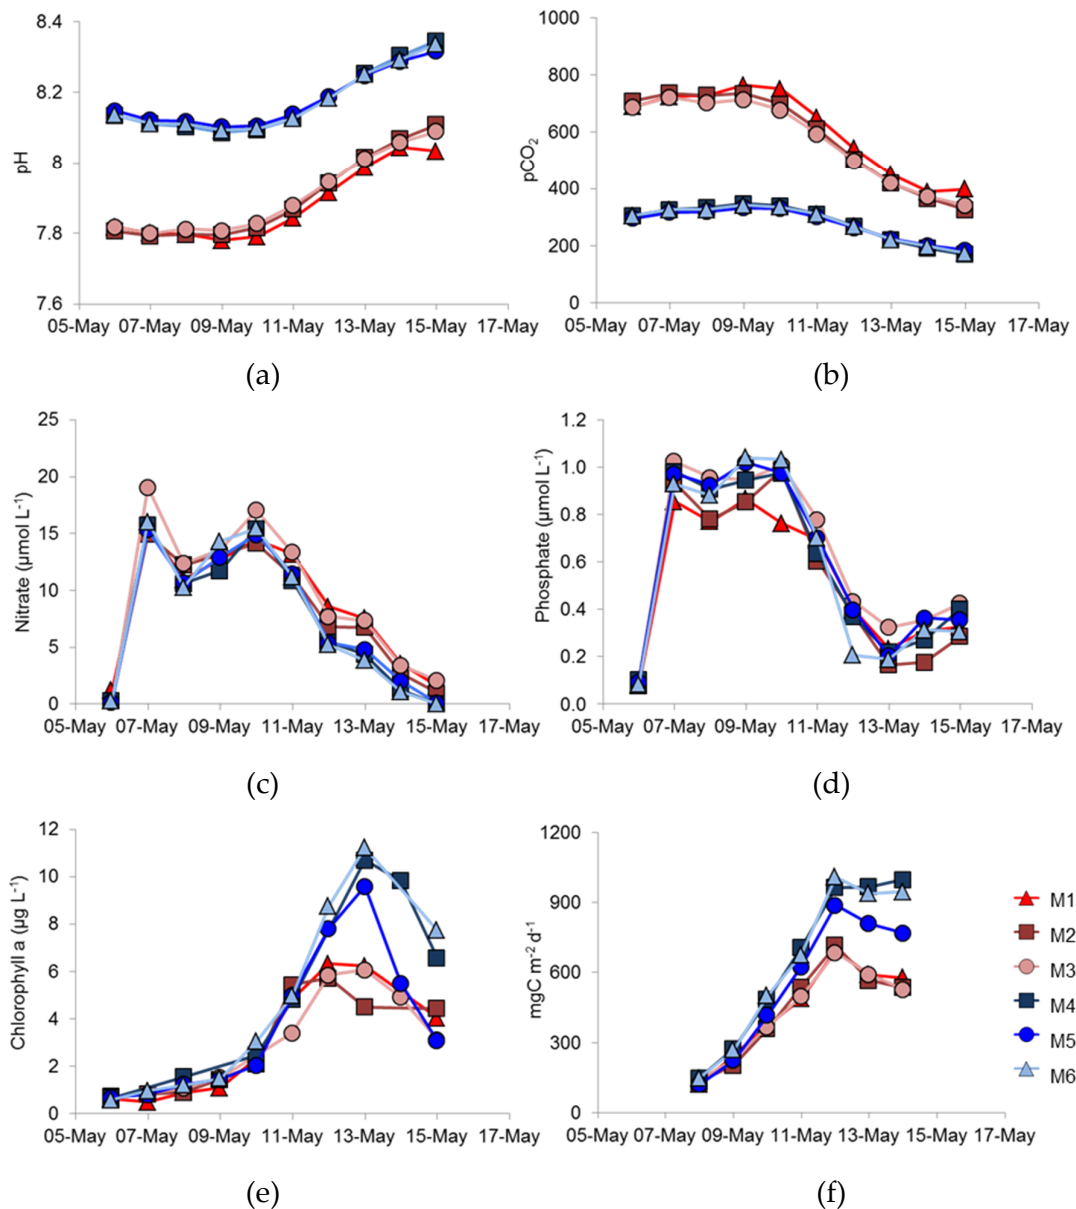 8.4
8.2
8
7.8
7.6
pH
05-May 07-May 09-May 11-May 13-May 15-May 17-May
(a)
1000
800
600
400
200
0
pCO2
05-May 07-May 09-May 11-May 13-May 15-May 17-May
(b)
25
20
15
10
5
0
Nitrate (µmol L-1)
05-May 07-May 09-May 11-May 13-May 15-May 17-May
(c)
1.2
1.0
0.8
0.6
0.4
0.2
0.0
Phosphate (µmol L-1)
05-May 07-May 09-May 11-May 13-May 15-May 17-May
(d)
12
10
8
6
4
2
0
Chlorophyll a (µg L-1)
05-May 07-May 09-May 11-May 13-May 15-May 17-May
(e)
1200
900
600
300
0
mgC m-2 d-1
05-May 07-May 09-May 11-May 13-May 15-May 17-May
(f)
M1
M2
M3
M4
M5
M6